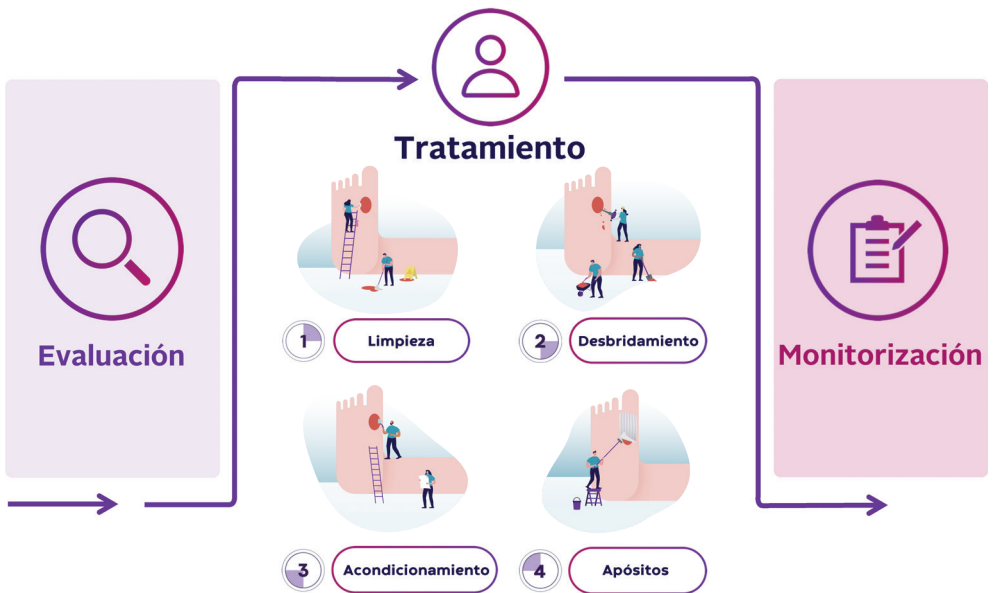 Tratamiento
Evaluación
1 Limpieza
2 Desbridamiento
Monitorización
3 Acondicionamiento
4 Apósitos